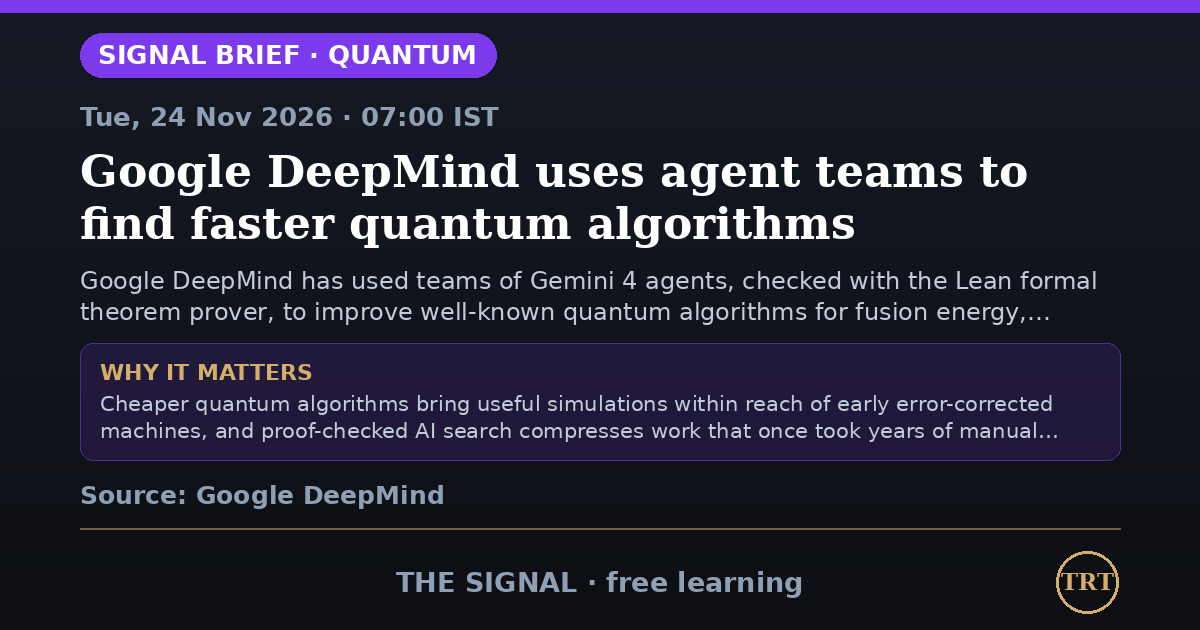 SIGNAL BRIEF · QUANTUM
Tue, 24 Nov 2026 · 07:00 IST
Google DeepMind uses agent teams to
find faster quantum algorithms
Google DeepMind has used teams of Gemini 4 agents, checked with the Lean formal
theorem prover, to improve well-known quantum algorithms for fusion energy,...
WHY IT MATTERS
Cheaper quantum algorithms bring useful simulations within reach of early error-corrected
machines, and proof-checked AI search compresses work that once took years of manual...
Source: Google DeepMind
THE SIGNAL · free learning
TRT